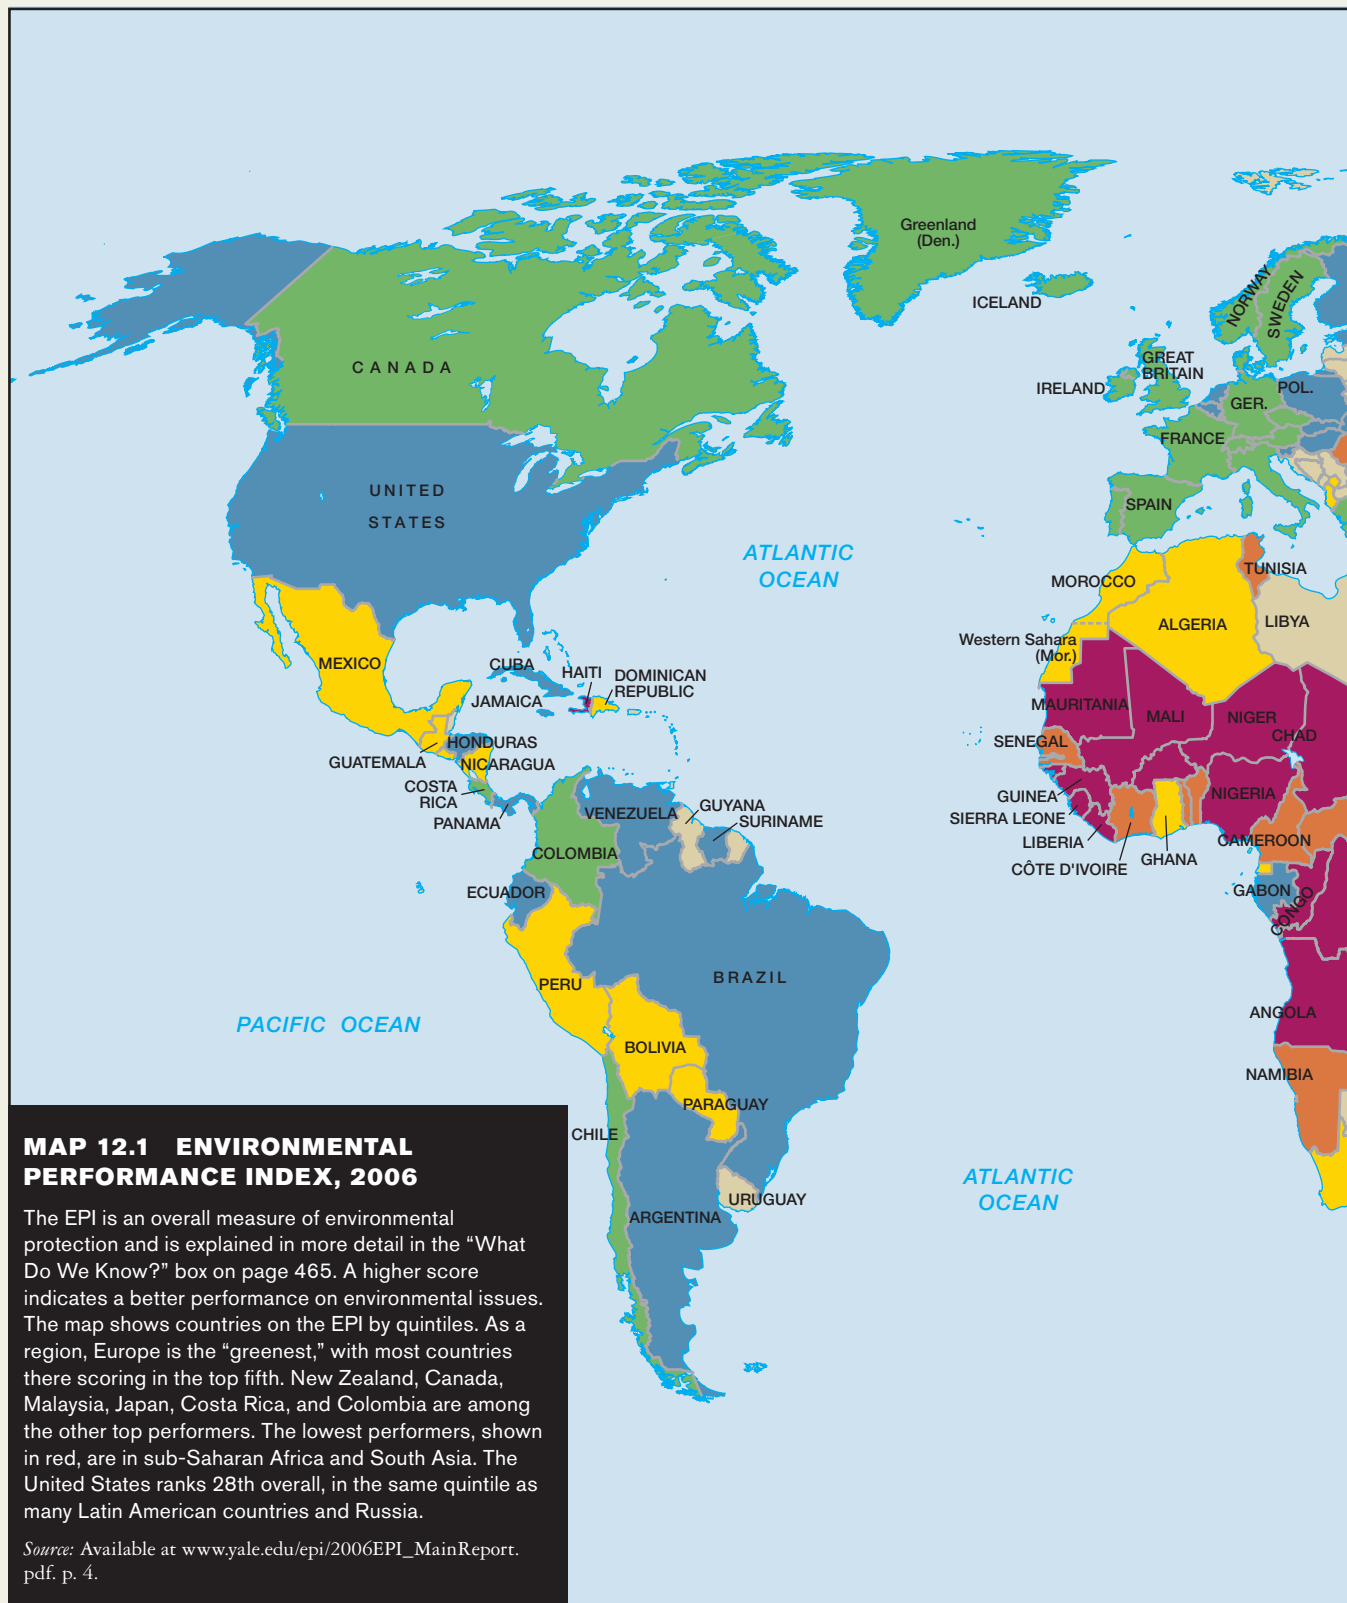 Greenland
(Den.)
ICELAND
NORWAY
SWEDEN
CANADA
GREAT
BRITAIN
IRELAND
POL.
GER.
FRANCE
UNITED
STATES
SPAIN
ATLANTIC
OCEAN
TUNISIA
MOROCCO
ALGERIA
LIBYA
Western Sahara
(Mor.)
MEXICO
CUBA
HAITI
DOMINICAN
REPUBLIC
JAMAICA
MAURITANIA
MALI
NIGER
CHAD
SENEGAL
HONDURAS
GUATEMALA
NICARAGUA
COSTA
RICA
PANAMA
VENEZUELA
GUYANA
SURINAME
GUINEA
NIGERIA
SIERRA LEONE
LIBERIA
CAMEROON
CÔTE D'IVOIRE
GHANA
COLOMBIA
ECUADOR
GABON
CONGO
PERU
BRAZIL
PACIFIC OCEAN
ANGOLA
BOLIVIA
NAMIBIA
PARAGUAY
CHILE
ATLANTIC
OCEAN
URUGUAY
ARGENTINA
MAP 12.1 ENVIRONMENTAL
PERFORMANCE INDEX, 2006
The EPI is an overall measure of environmental
protection and is explained in more detail in the “What
Do We Know?” box on page 465. A higher score
indicates a better performance on environmental issues.
The map shows countries on the EPI by quintiles. As a
region, Europe is the “greenest,” with most countries
there scoring in the top fifth. New Zealand, Canada,
Malaysia, Japan, Costa Rica, and Colombia are among
the other top performers. The lowest performers, shown
in red, are in sub-Saharan Africa and South Asia. The
United States ranks 28th overall, in the same quintile as
many Latin American countries and Russia.
Source: Available at www.yale.edu/epi/2006EPI_MainReport.
pdf. p. 4.